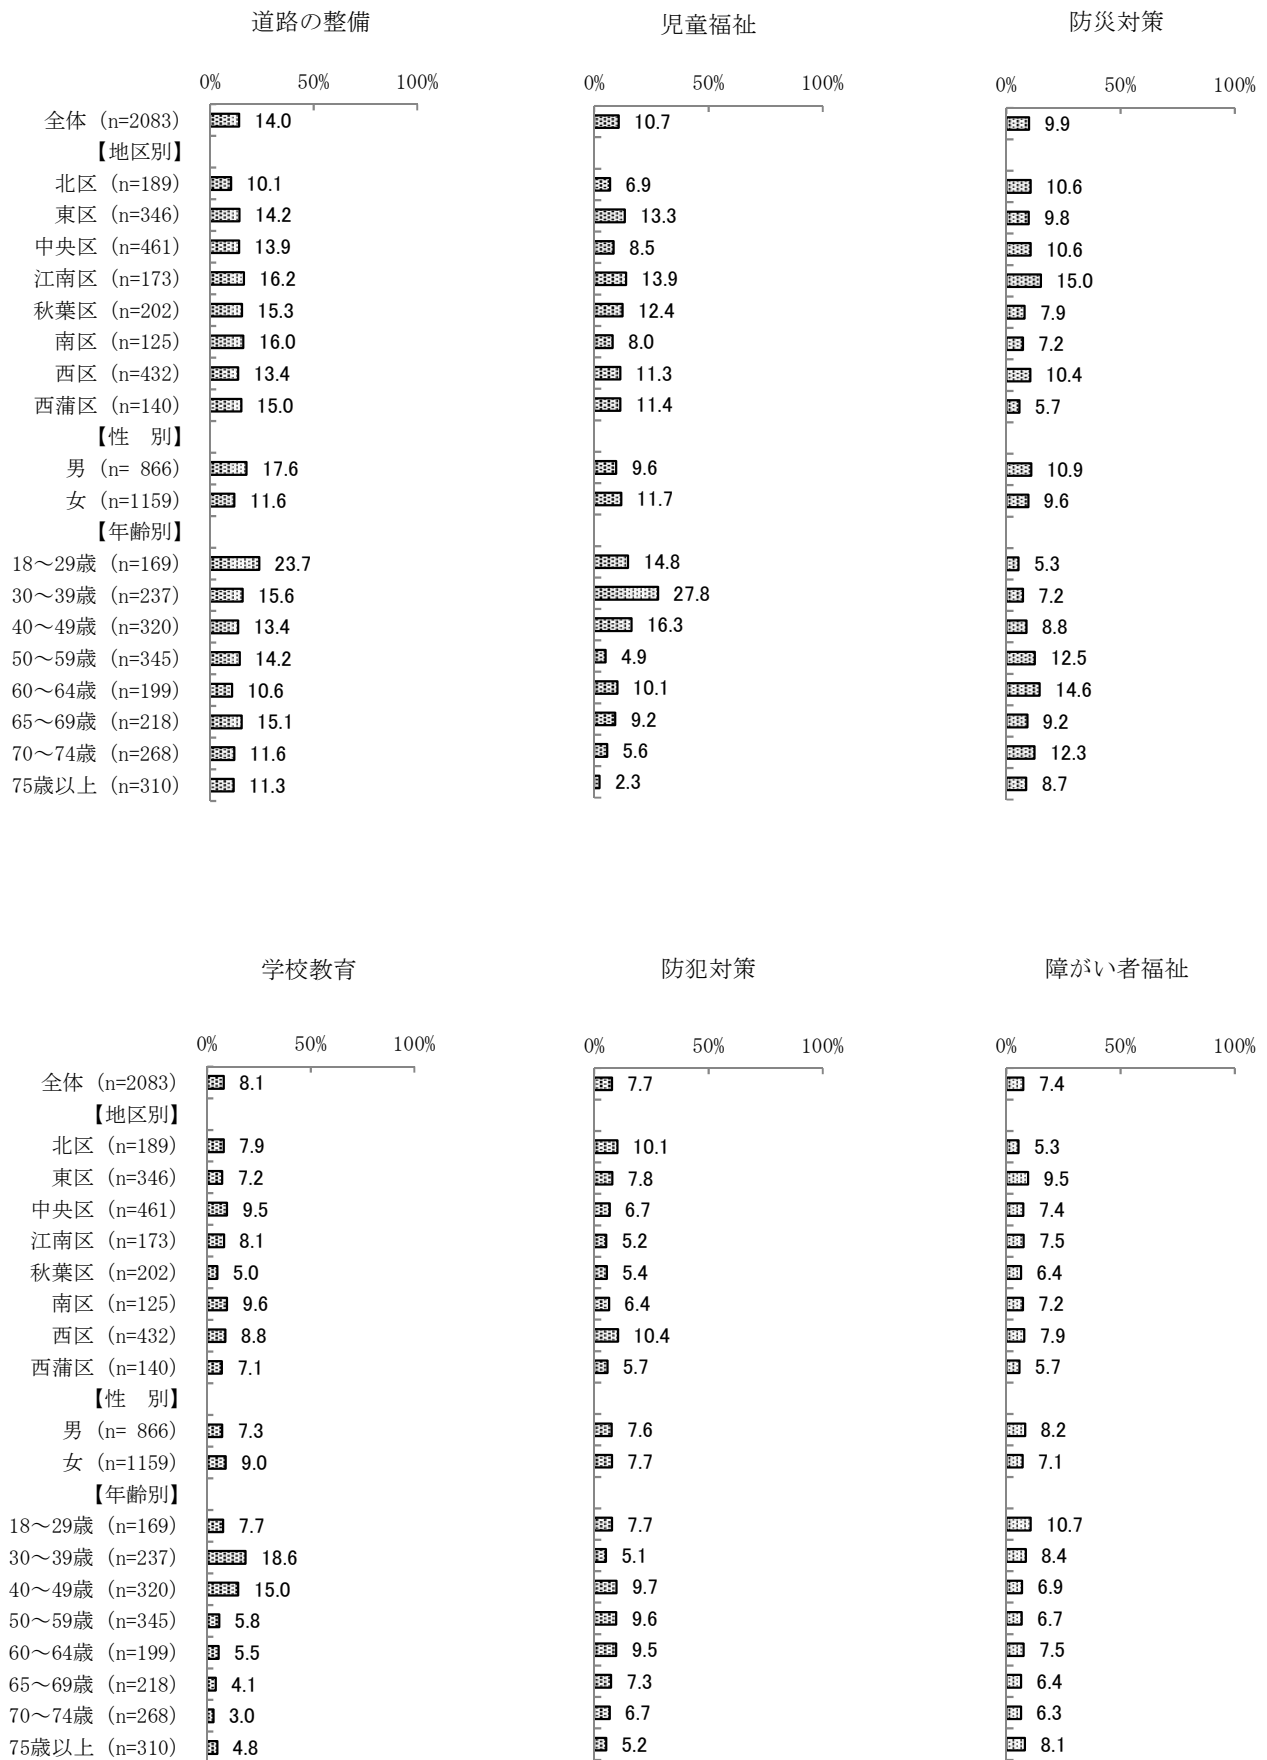 道路の整備 児童福祉 防災対策
0% 50% 100% 0% 50% 100% 0% 50% 100%
全体 (n=2083) 14.0 10.7 9.9
【地区別】
北区 (n=189) 10.1 6.9 10.6
東区 (n=346) 14.2 13.3 9.8
中央区 (n=461) 13.9 8.5 10.6
江南区 (n=173) 16.2 13.9 15.0
秋葉区 (n=202) 15.3 12.4 7.9
南区 (n=125) 16.0 8.0 7.2
西区 (n=432) 13.4 11.3 10.4
西蒲区 (n=140) 15.0 11.4 5.7
【性　別】
男 (n= 866) 17.6 9.6 10.9
女 (n=1159) 11.6 11.7 9.6
【年齢別】
18～29歳 (n=169) 23.7 14.8 5.3
30～39歳 (n=237) 15.6 27.8 7.2
40～49歳 (n=320) 13.4 16.3 8.8
50～59歳 (n=345) 14.2 4.9 12.5
60～64歳 (n=199) 10.6 10.1 14.6
65～69歳 (n=218) 15.1 9.2 9.2
70～74歳 (n=268) 11.6 5.6 12.3
75歳以上 (n=310) 11.3 2.3 8.7
学校教育 防犯対策 障がい者福祉
0% 50% 100% 0% 50% 100% 0% 50% 100%
全体 (n=2083) 8.1 7.7 7.4
【地区別】
北区 (n=189) 7.9 10.1 5.3
東区 (n=346) 7.2 7.8 9.5
中央区 (n=461) 9.5 6.7 7.4
江南区 (n=173) 8.1 5.2 7.5
秋葉区 (n=202) 5.0 5.4 6.4
南区 (n=125) 9.6 6.4 7.2
西区 (n=432) 8.8 10.4 7.9
西蒲区 (n=140) 7.1 5.7 5.7
【性　別】
男 (n= 866) 7.3 7.6 8.2
女 (n=1159) 9.0 7.7 7.1
【年齢別】
18～29歳 (n=169) 7.7 7.7 10.7
30～39歳 (n=237) 18.6 5.1 8.4
40～49歳 (n=320) 15.0 9.7 6.9
50～59歳 (n=345) 5.8 9.6 6.7
60～64歳 (n=199) 5.5 9.5 7.5
65～69歳 (n=218) 4.1 7.3 6.4
70～74歳 (n=268) 3.0 6.7 6.3
75歳以上 (n=310) 4.8 5.2 8.1